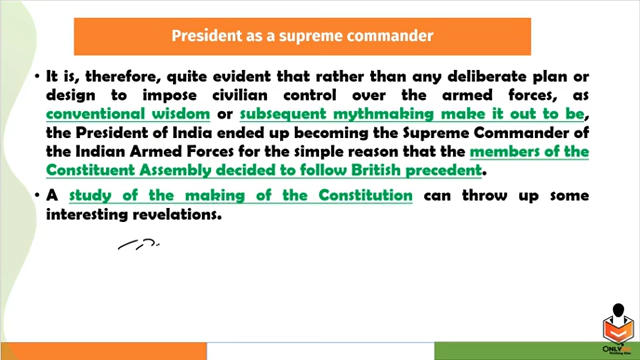 President as a supreme commander
• It is, therefore, quite evident that rather than any deliberate plan or
design to impose civilian control over the armed forces, as
conventional wisdom or subsequent mythmaking make it out to be,
the President of India ended up becoming the Supreme Commander of
the Indian Armed Forces for the simple reason that the members of the
Constituent Assembly decided to follow British precedent.
• A study of the making of the Constitution can throw up some
interesting revelations.